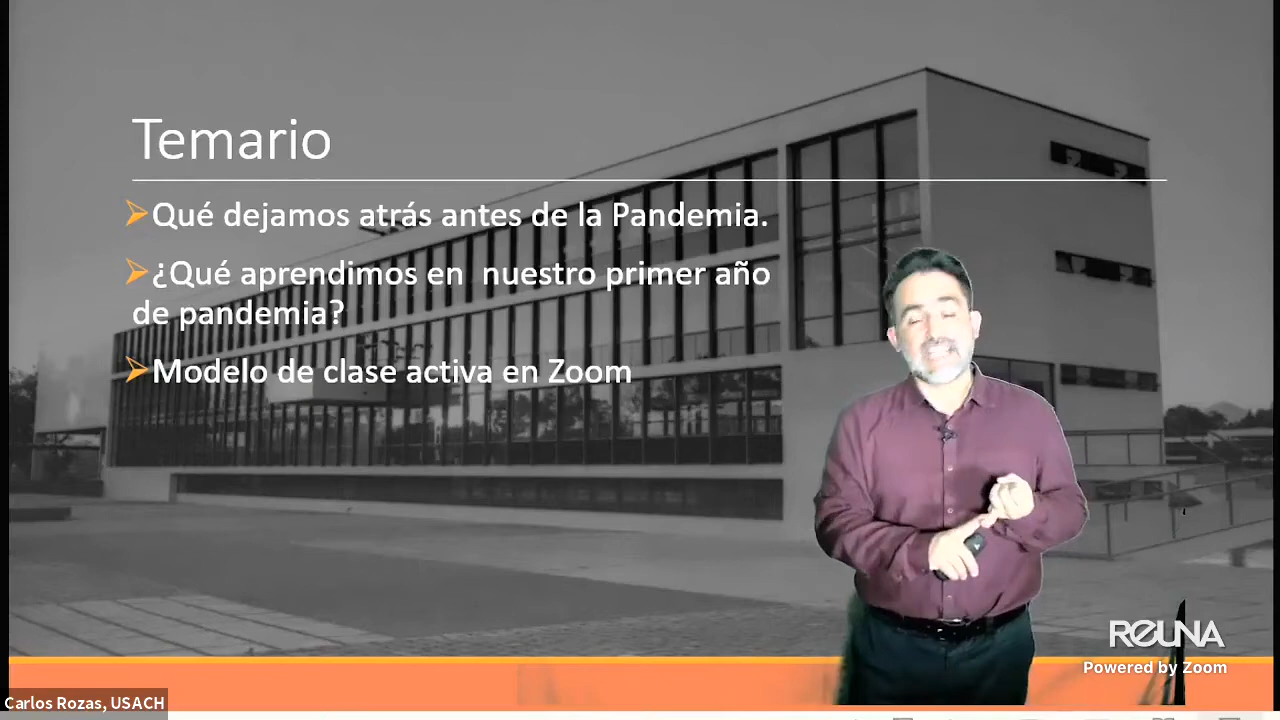 Temario
➢Qué dejamos atrás antes de la Pandemia.
➢¿Qué aprendimos en nuestro primer año
de pandemia?
➢Modelo de clase activa en Zoom
REUNA
Powered by Zoom
Carlos Rozas, USACH